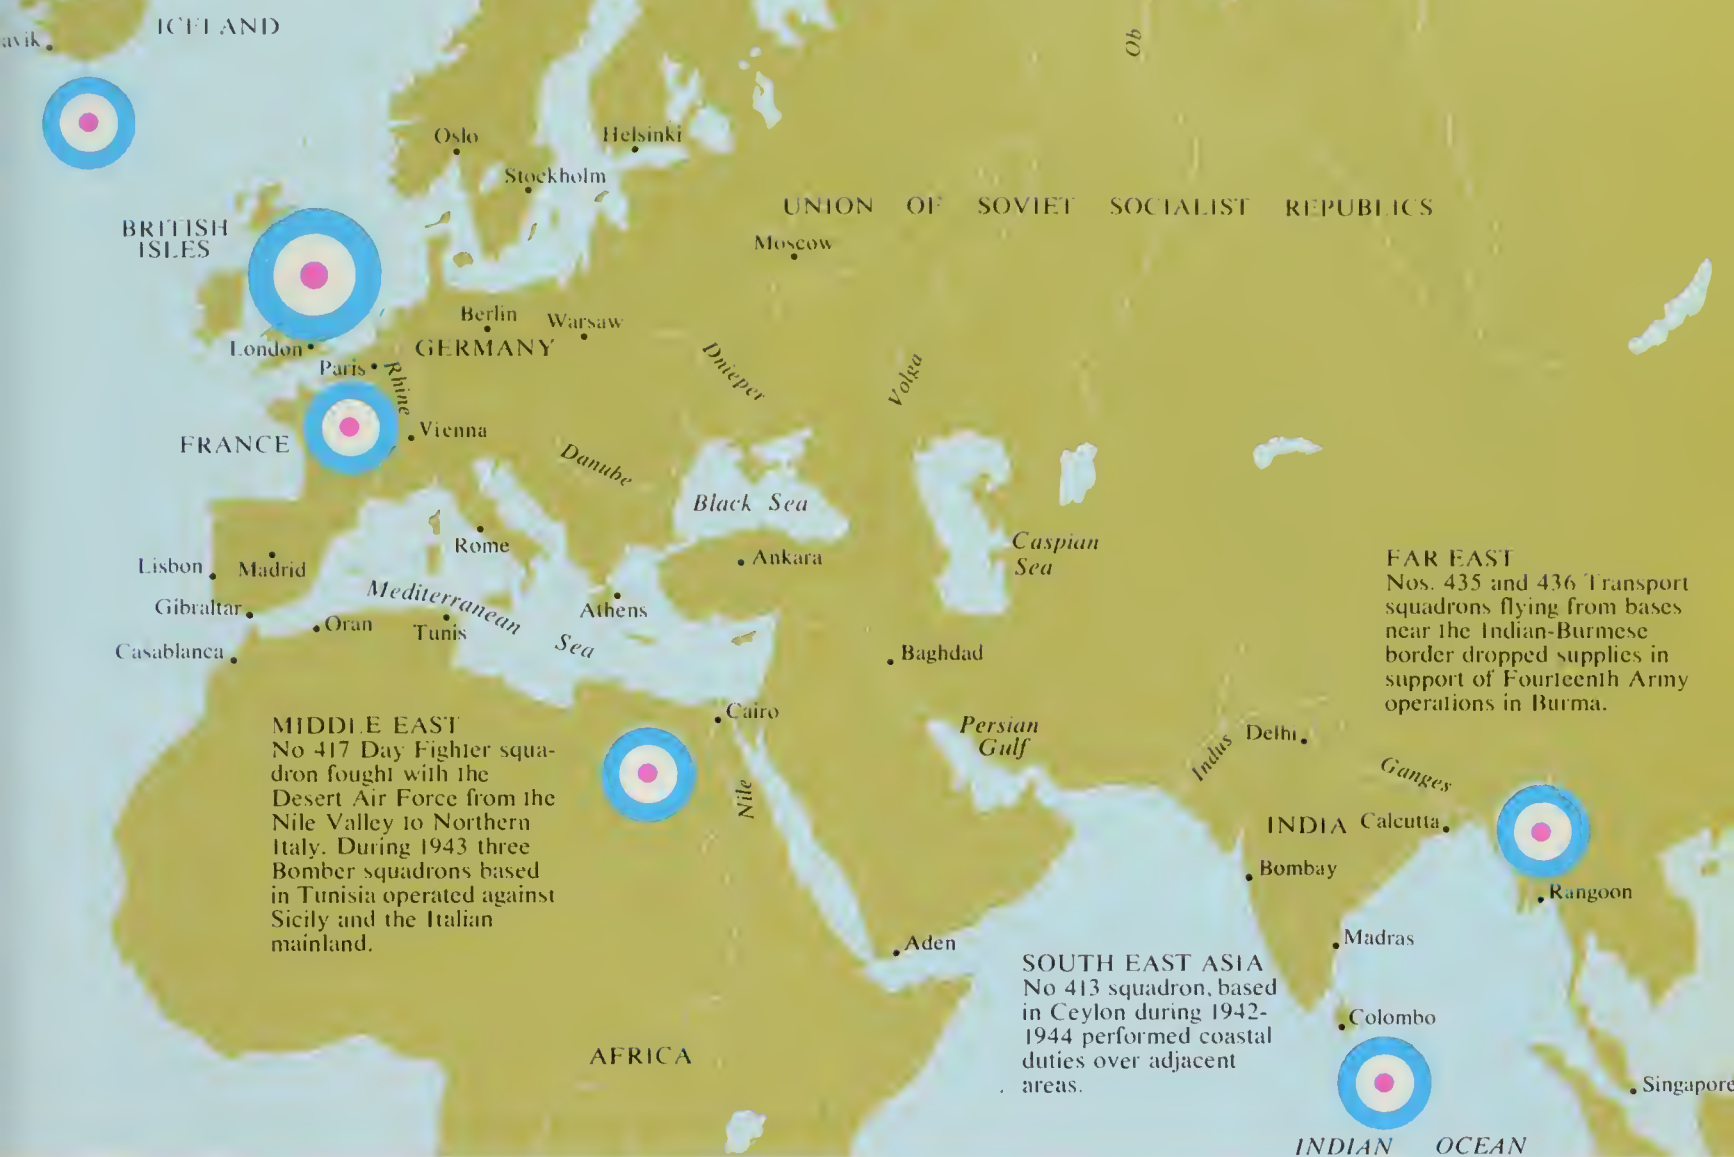 ICELAND
avik
Ob
Oslo
Helsinki
Stockholm
BRITISH
ISLES
UNION OF SOVIET SOCIALIST REPUBLICS
Moscow
Berlin
Warsaw
London
GERMANY
Paris
Rhine
Dnieper
Volga
FRANCE
Vienna
Danube
Black Sea
Caspian
Sea
Rome
Ankara
Lisbon
Madrid
Mediterranean
Sea
Athens
Gibraltar
Oran
Tunis
Casablanca
Baghdad
FAR EAST
Nos. 435 and 436 Transport
squadrons flying from bases
near the Indian-Burmese
border dropped supplies in
support of Fourteenth Army
operations in Burma.
Cairo
Persian
Gulf
Nile
Indus
Delhi
Ganges
MIDDLE EAST
No 417 Day Fighter squa-
dron fought with the
Desert Air Force from the
Nile Valley to Northern
Italy. During 1943 three
Bomber squadrons based
in Tunisia operated against
Sicily and the Italian
mainland.
INDIA
Calcutta
Bombay
Rangoon
Madras
Aden
SOUTH EAST ASIA
No 413 squadron, based
in Ceylon during 1942-
1944 performed coastal
duties over adjacent
areas.
Colombo
AFRICA
Singapore
INDIAN OCEAN